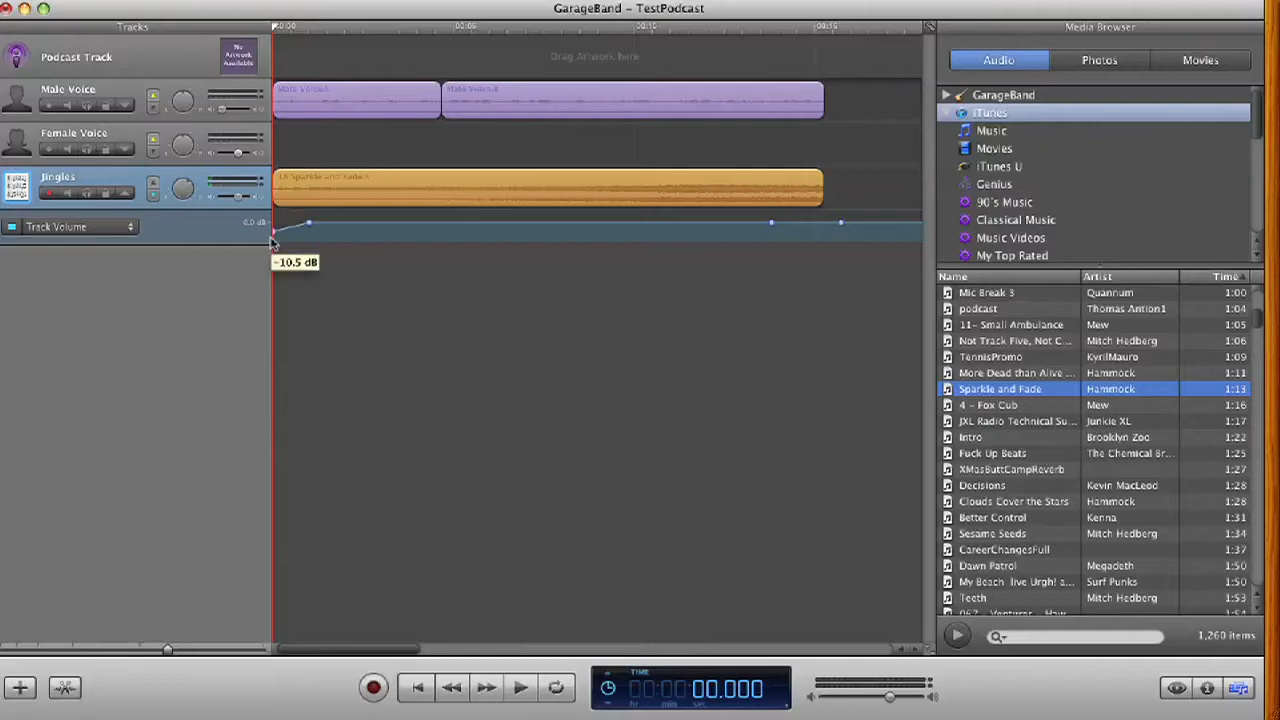 GarageBand – TestPodcast
Tracks
Media Browser
Podcast Track
No Artwork Available
Drag Artwork here
Male Voice
Female Voice
Jingles
Track Volume
0.0 dB
-10.5 dB
Audio
Photos
Movies
GarageBand
iTunes
Music
Movies
iTunes U
Genius
90's Music
Classical Music
Music Videos
My Top Rated
Name Artist Time
Mic Break 3 Quannum 1:00
podcast Thomas Antion1 1:04
11- Small Ambulance Mew 1:05
Not Track Five, Not C... Mitch Hedberg 1:06
TennisPromo KyrilMauro 1:09
More Dead than Alive ... Hammock 1:11
Sparkle and Fade Hammock 1:13
4 - Fox Cub Mew 1:16
JXL Radio Technical Su... Junkie XL 1:17
Intro Brooklyn Zoo 1:22
Fuck Up Beats The Chemical Br... 1:25
XMasButtCampReverb 1:27
Decisions Kevin MacLeod 1:28
Clouds Cover the Stars Hammock 1:28
Better Control Kenna 1:31
Sesame Seeds Mitch Hedberg 1:34
CareerChangesFull 1:37
Dawn Patrol Megadeth 1:50
My Beach live Urgh! a... Surf Punks 1:50
Teeth Mitch Hedberg 1:53
1,260 items
TIME
00:00:00.000
hr min sec